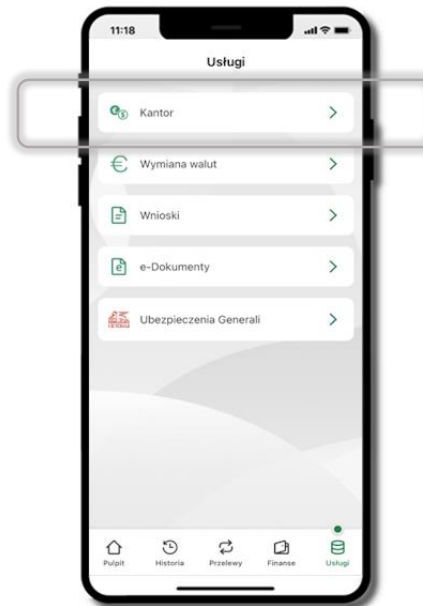 11:18
Usługi
Kantor
Wymiana walut
Wnioski
e-Dokumenty
Ubezpieczenia Generali
Pulpit
Historia
Przelewy
Finanse
Usługi